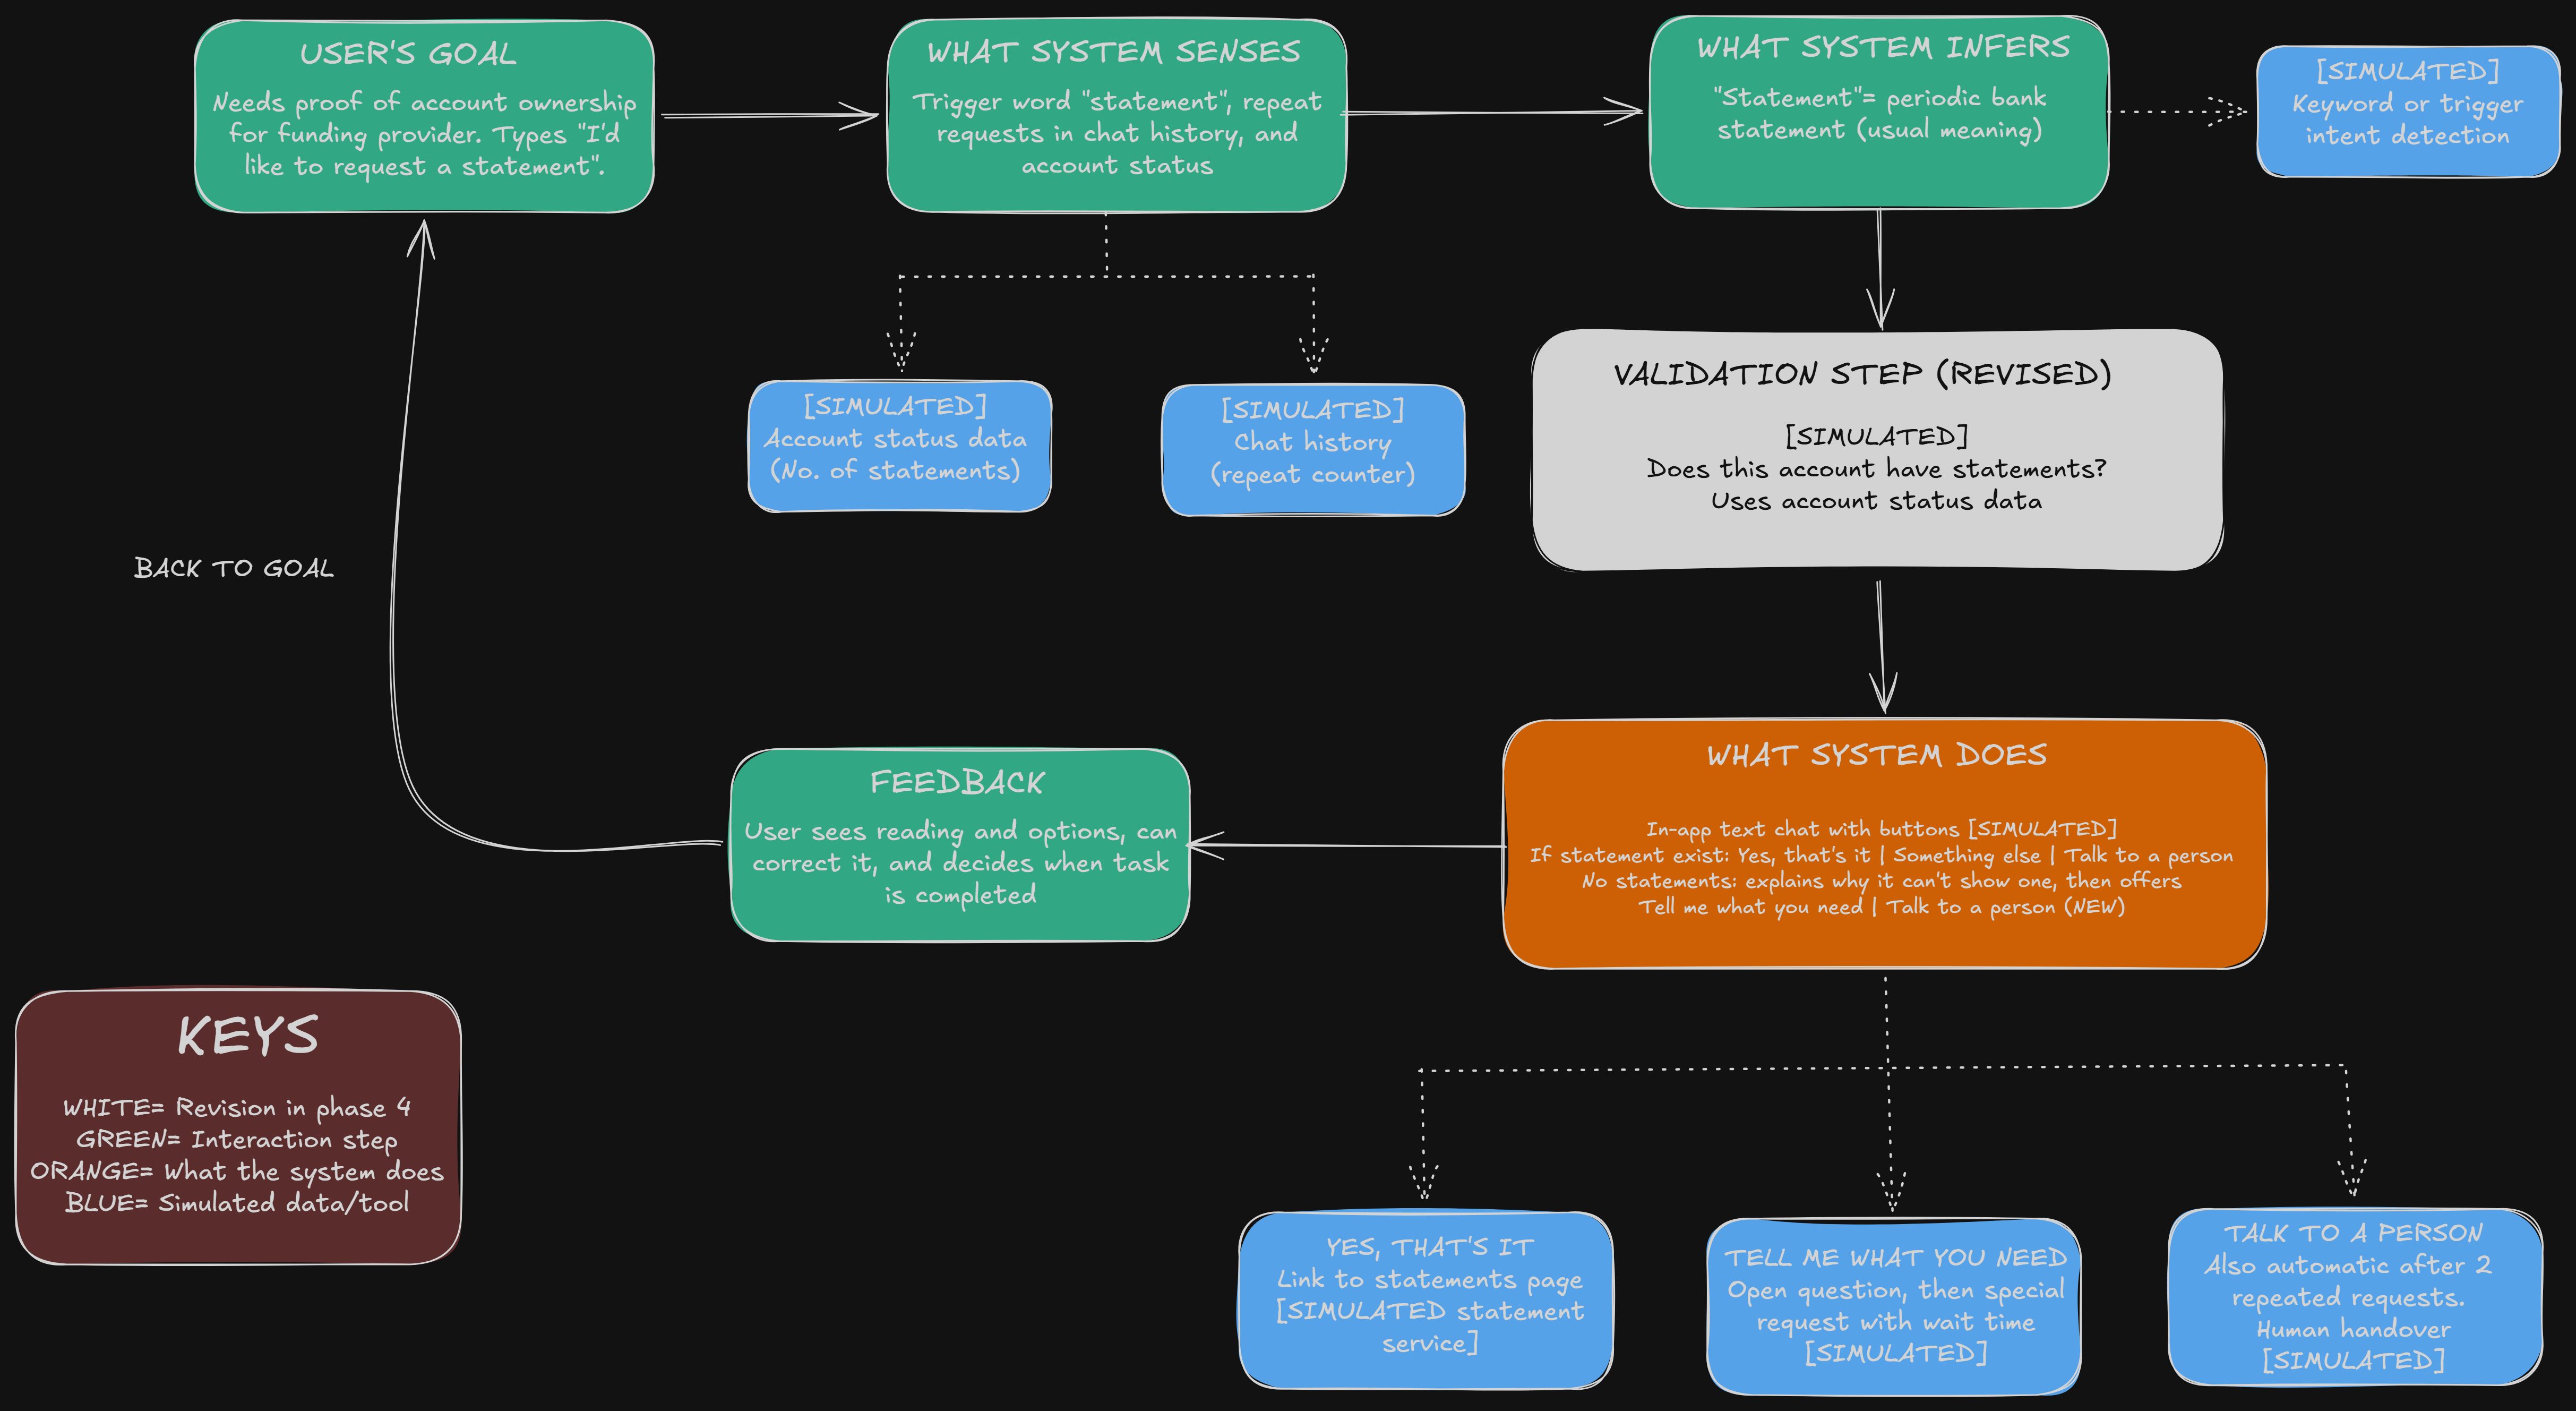 USER'S GOAL
Needs proof of account ownership
for funding provider. Types "I'd
like to request a statement".
WHAT SYSTEM SENSES
Trigger word "statement", repeat
requests in chat history, and
account status
WHAT SYSTEM INFERS
"Statement"= periodic bank
statement (usual meaning)
[SIMULATED]
Keyword or trigger
intent detection
[SIMULATED]
Account status data
(No. of statements)
[SIMULATED]
Chat history
(repeat counter)
VALIDATION STEP (REVISED)
[SIMULATED]
Does this account have statements?
Uses account status data
BACK TO GOAL
FEEDBACK
User sees reading and options, can
correct it, and decides when task
is completed
WHAT SYSTEM DOES
In-app text chat with buttons [SIMULATED]
If statement exist: Yes, that's it | Something else | Talk to a person
No statements: explains why it can't show one, then offers
Tell me what you need | Talk to a person (NEW)
KEYS
WHITE= Revision in phase 4
GREEN= Interaction step
ORANGE= What the system does
BLUE= Simulated data/tool
YES, THAT'S IT
Link to statements page
[SIMULATED statement
service]
TELL ME WHAT YOU NEED
Open question, then special
request with wait time
[SIMULATED]
TALK TO A PERSON
Also automatic after 2
repeated requests.
Human handover
[SIMULATED]